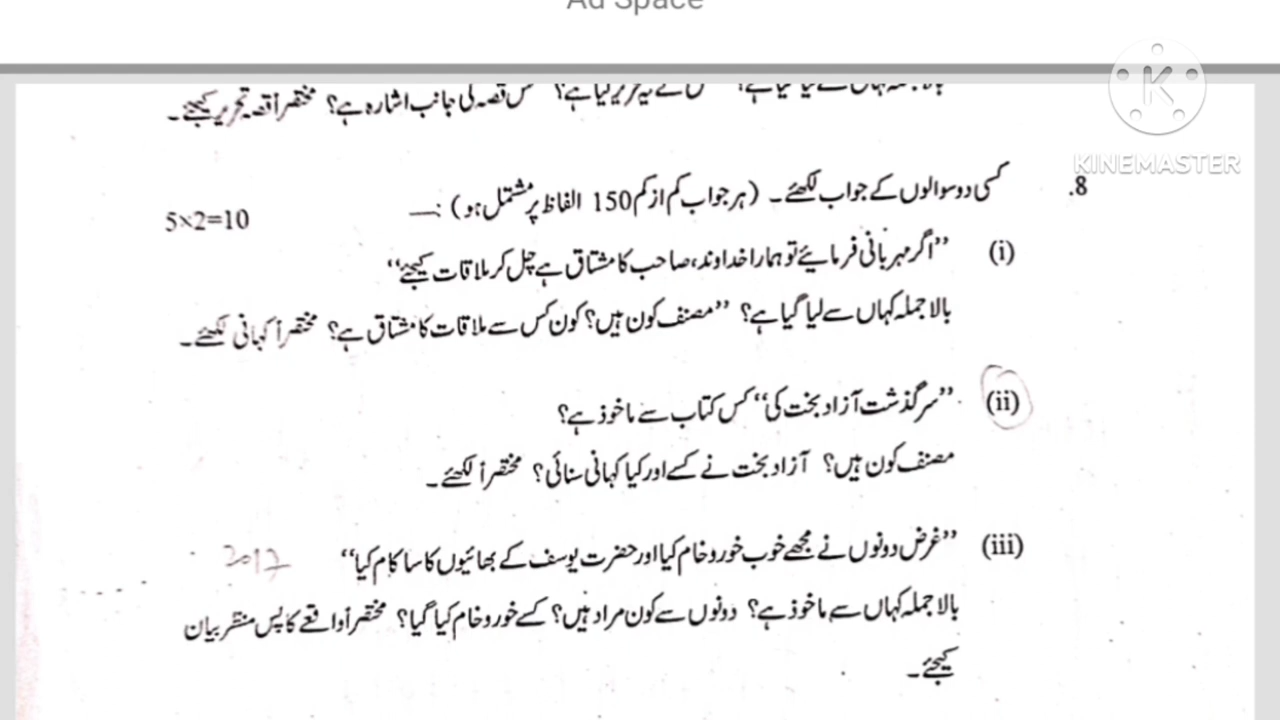 Ad Space
قصہ کی جانب اشارہ ہے؟ مختصراً قصہ تحریر کیجئے۔
KINEMASTER
8. کسی دو سوالوں کے جواب لکھئے۔ (ہر جواب کم از کم 150 الفاظ پر مشتمل ہو) :— 5×2=10
(i) ”اگر مہربانی فرمائیے تو ہمارا خداوند، صاحب کا مشتاق ہے چل کر ملاقات کیجئے“
بالا جملہ کہاں سے لیا گیا ہے؟ ”مصنف کون ہیں؟ کون کس سے ملاقات کا مشتاق ہے؟ مختصراً کہانی لکھئے۔
(ii) ”سرگذشت آزاد بخت کی“ کس کتاب سے ماخوذ ہے؟
مصنف کون ہیں؟ آزاد بخت نے کسے اور کیا کہانی سنائی؟ مختصراً لکھئے۔
(iii) ”غرض دونوں نے مجھے خوب خور و خام کیا اور حضرت یوسف کے بھائیوں کا سا کام کیا“ 2017
بالا جملہ کہاں سے ماخوذ ہے؟ دونوں سے کون مراد ہیں؟ کسے خور و خام کیا گیا؟ مختصراً واقعے کا پس منظر بیان
کیجئے۔